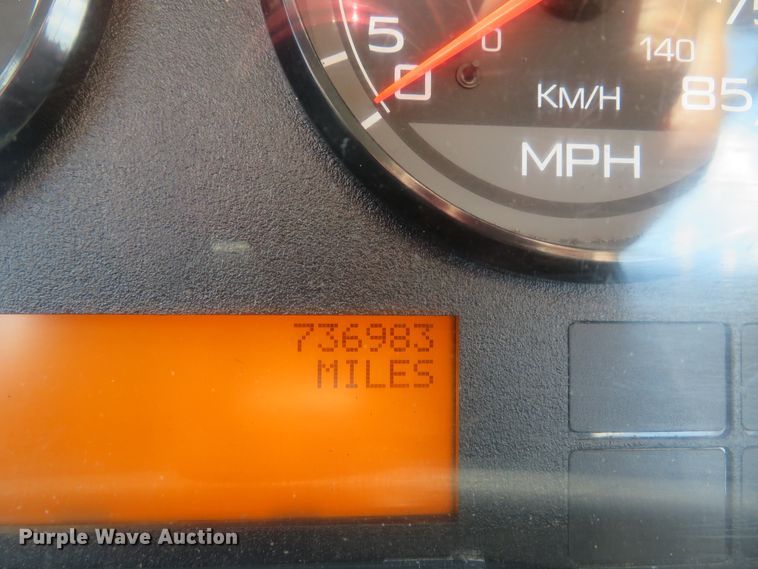 5
0
0
140
KM/H
85
MPH
736983
MILES
Purple Wave Auction